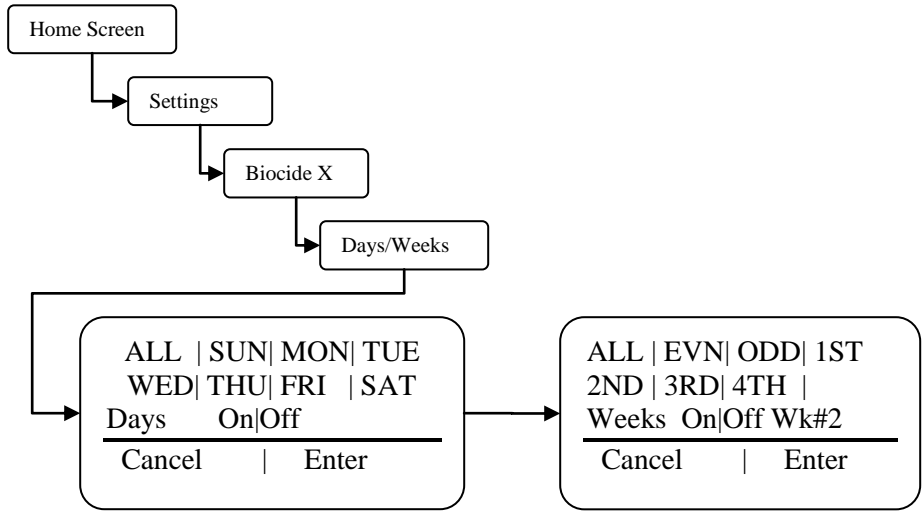 Home Screen
Settings
Biocide X
Days/Weeks
ALL | SUN| MON| TUE
WED| THU| FRI | SAT
Days On|Off
Cancel | Enter
ALL | EVN| ODD| 1ST
2ND | 3RD| 4TH |
Weeks On|Off Wk#2
Cancel | Enter